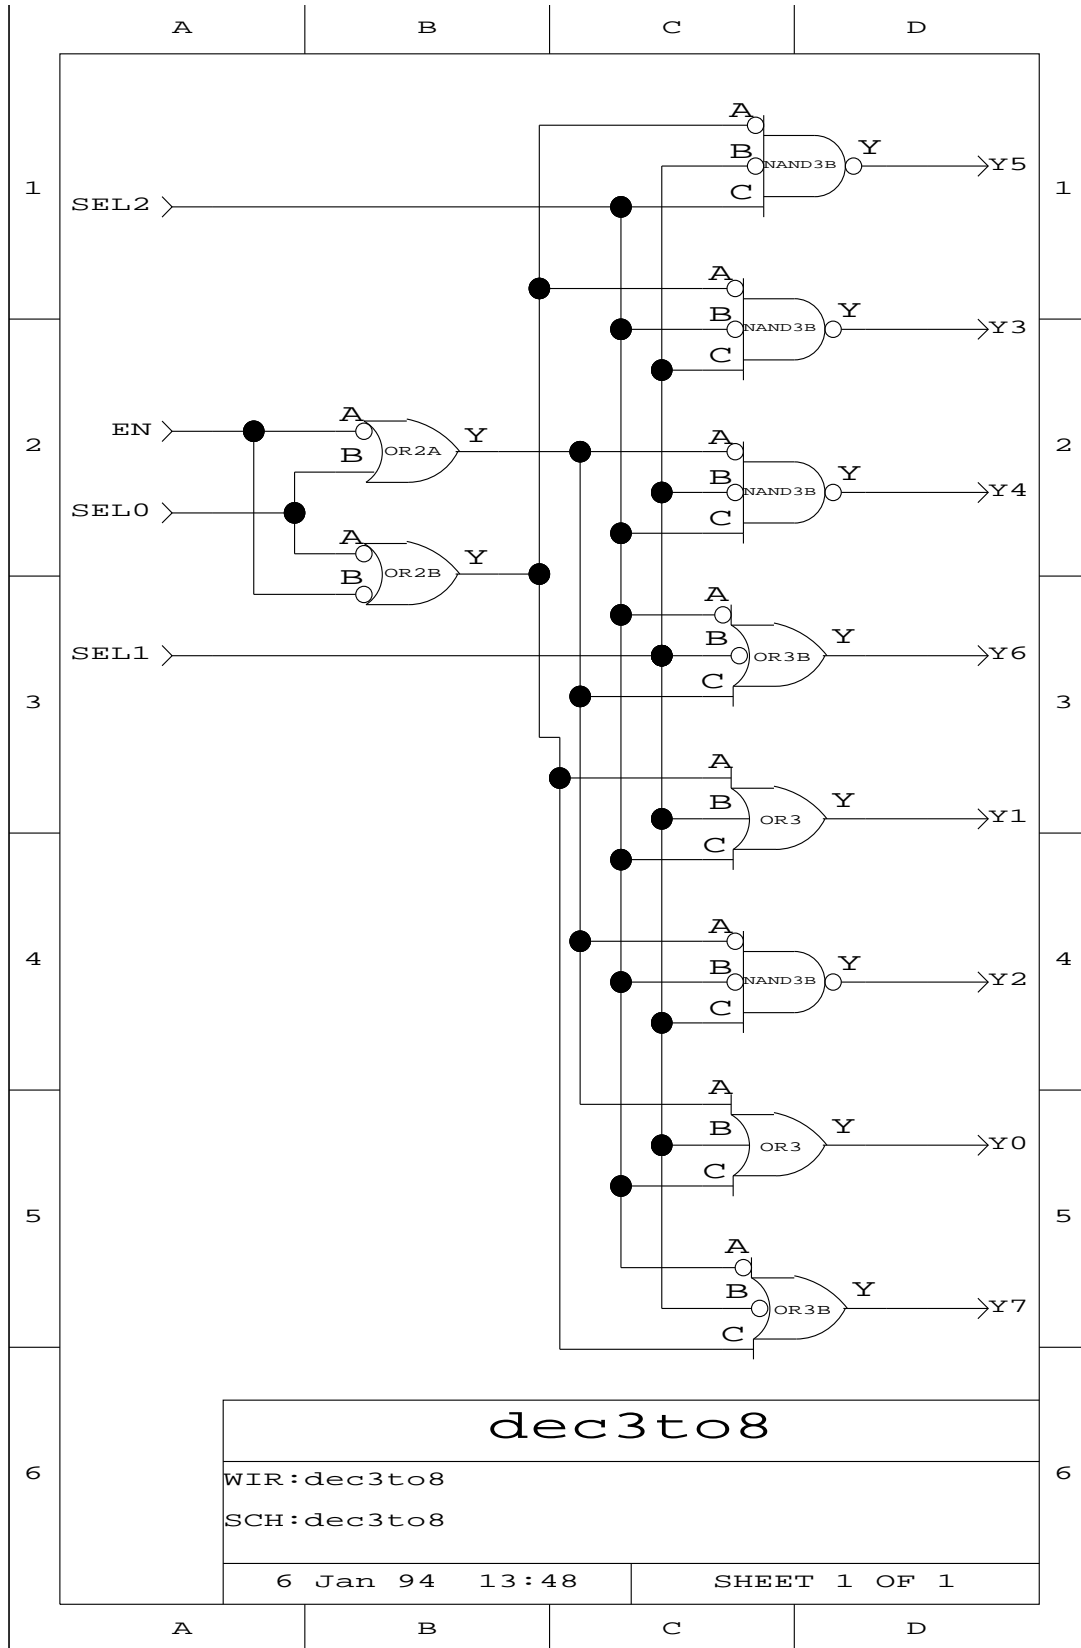 A B C D
A
B
NAND3B Y Y5
1 1
SEL2 C
A
B
NAND3B Y Y3
C
EN A
B
OR2A Y
2 2
A
B
NAND3B Y Y4
C
SEL0
A
B
OR2B Y
A
B
OR3B Y Y6
C
SEL1
3 3
A
B
OR3 Y Y1
C
A
B
NAND3B Y Y2
C
4 4
A
B
OR3 Y Y0
C
5 5
A
B
OR3B Y Y7
C
dec3to8
6 6
WIR:dec3to8
SCH:dec3to8
6 Jan 94 13:48 SHEET 1 OF 1
A B C D